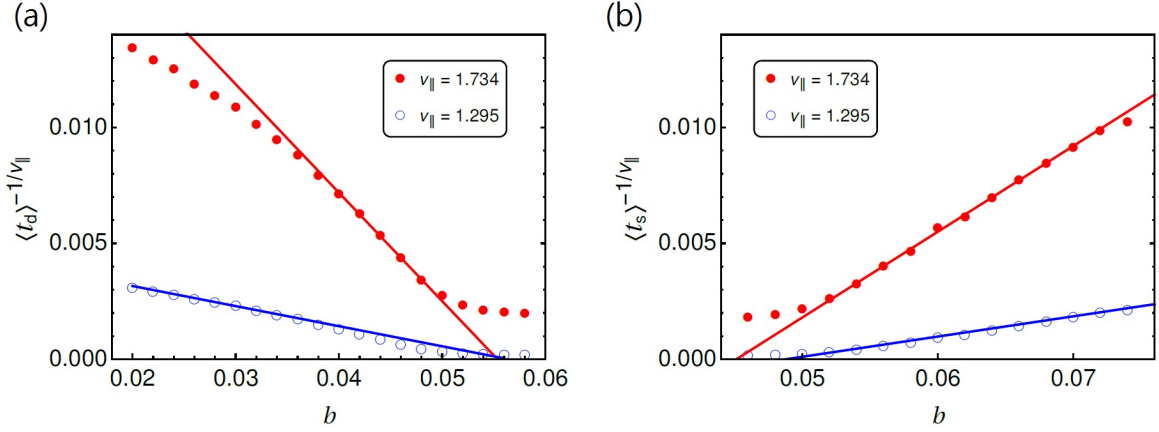 (a)
⟨t_d⟩^{-1/ν_∥}
0.010
0.005
0.000
0.02
0.03
0.04
0.05
0.06
b
ν_∥ = 1.734
ν_∥ = 1.295
(b)
⟨t_s⟩^{-1/ν_∥}
0.010
0.005
0.000
0.05
0.06
0.07
b
ν_∥ = 1.734
ν_∥ = 1.295